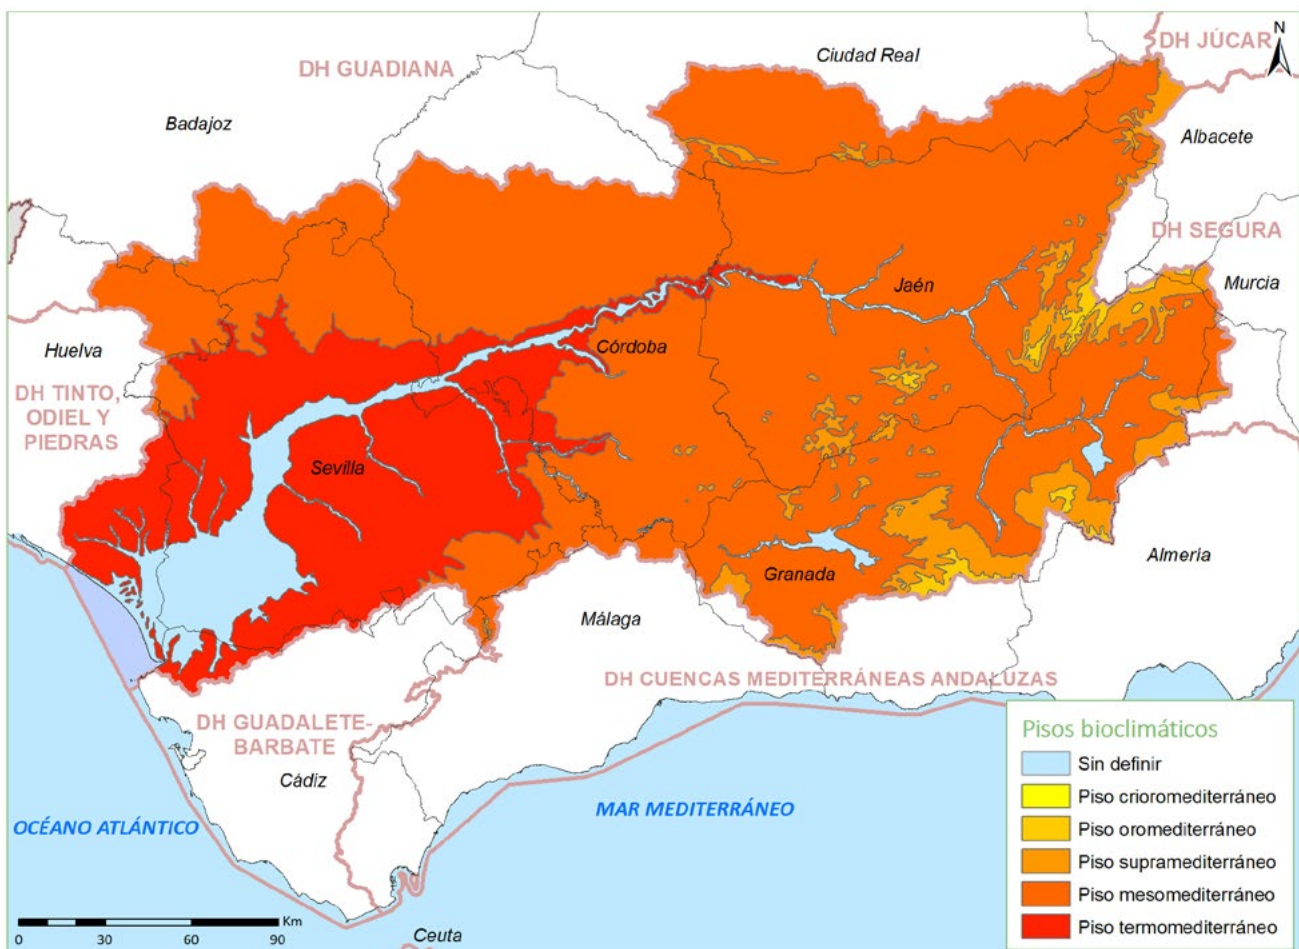 N
DH JÚCAR
Ciudad Real
DH GUADIANA
Badajoz
Albacete
DH SEGURA
Murcia
Jaén
Huelva
Córdoba
DH TINTO,
ODIEL Y
PIEDRAS
Sevilla
Almeria
Granada
Málaga
DH CUENCAS MEDITERRÁNEAS ANDALUZAS
DH GUADALETE-
BARBATE
Cádiz
MAR MEDITERRÁNEO
OCÉANO ATLÁNTICO
Ceuta
Km
0 30 60 90
Pisos bioclimáticos
Sin definir
Piso crioromediterráneo
Piso oromediterráneo
Piso supramediterráneo
Piso mesomediterráneo
Piso termomediterráneo